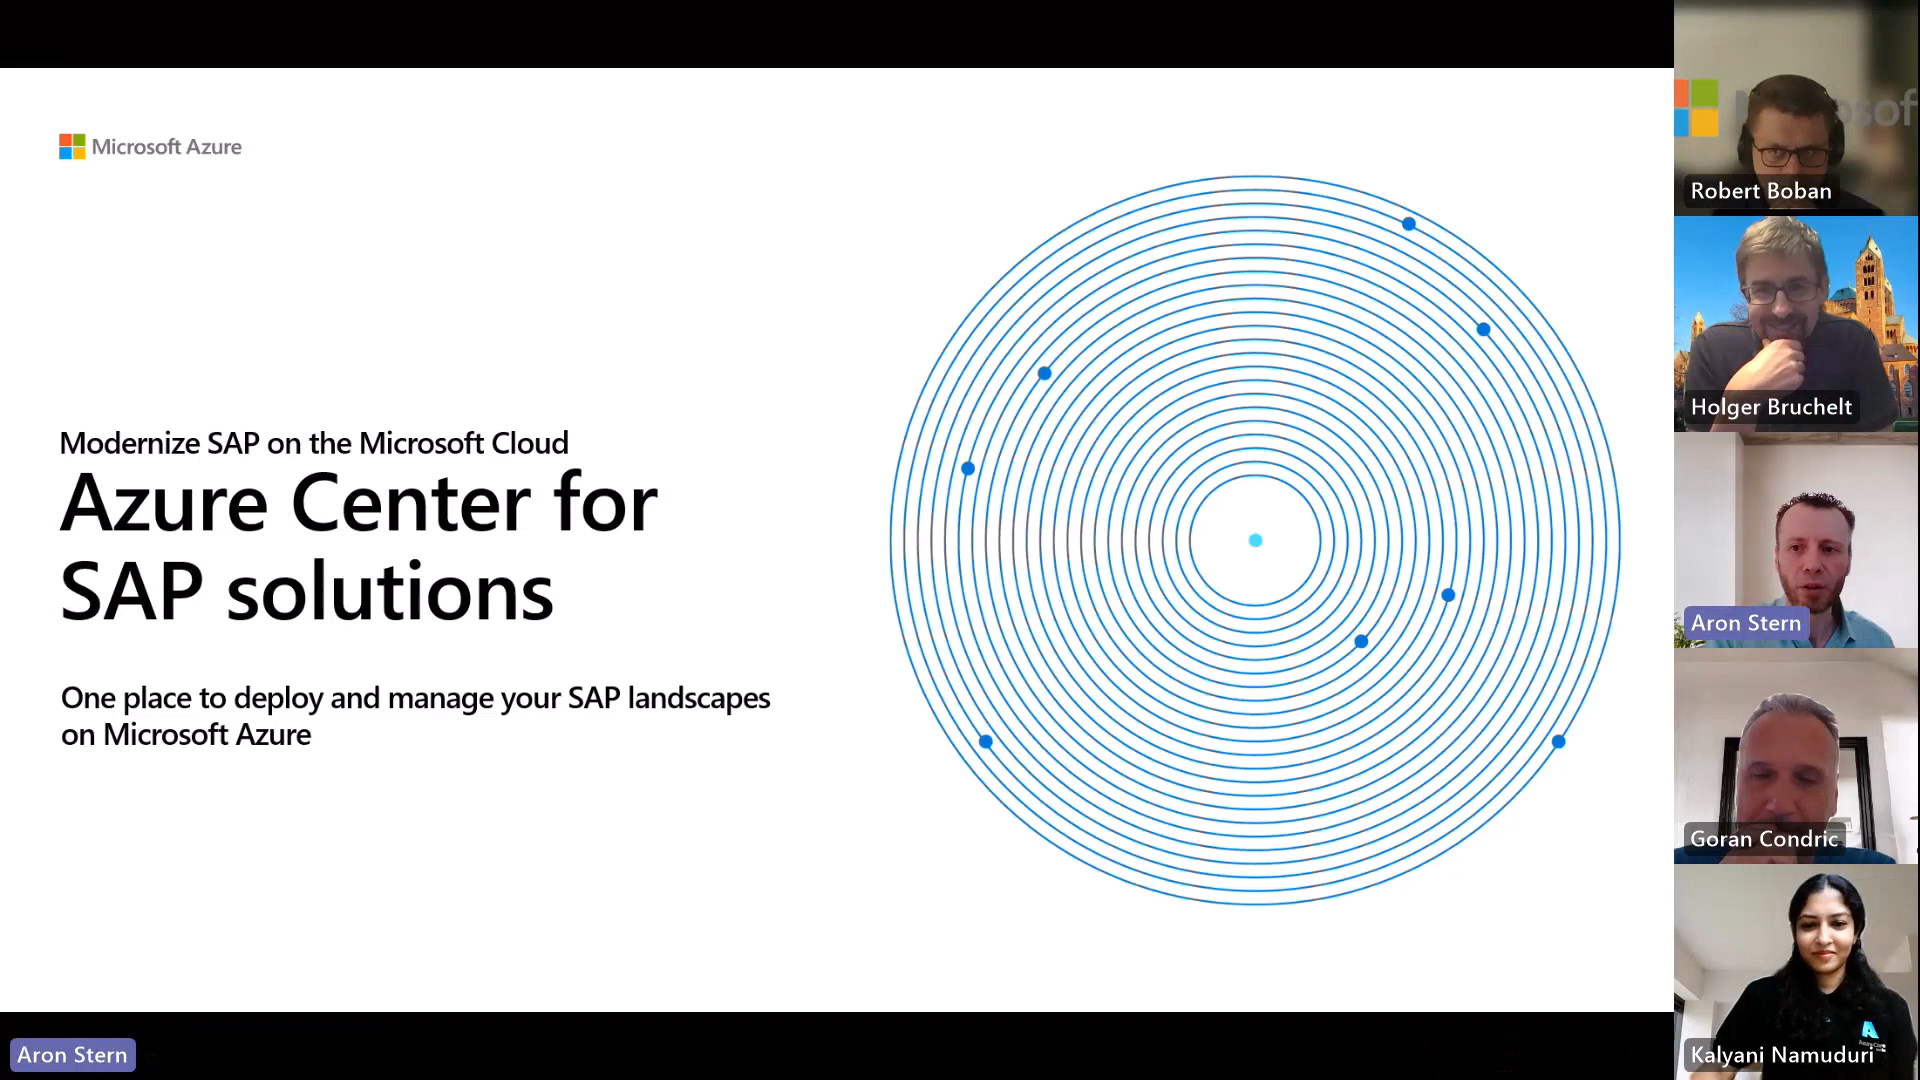 Microsoft Azure
Modernize SAP on the Microsoft Cloud
Azure Center for
SAP solutions
One place to deploy and manage your SAP landscapes
on Microsoft Azure
Aron Stern
Robert Boban
Holger Bruchelt
Aron Stern
Goran Condric
Kalyani Namuduri